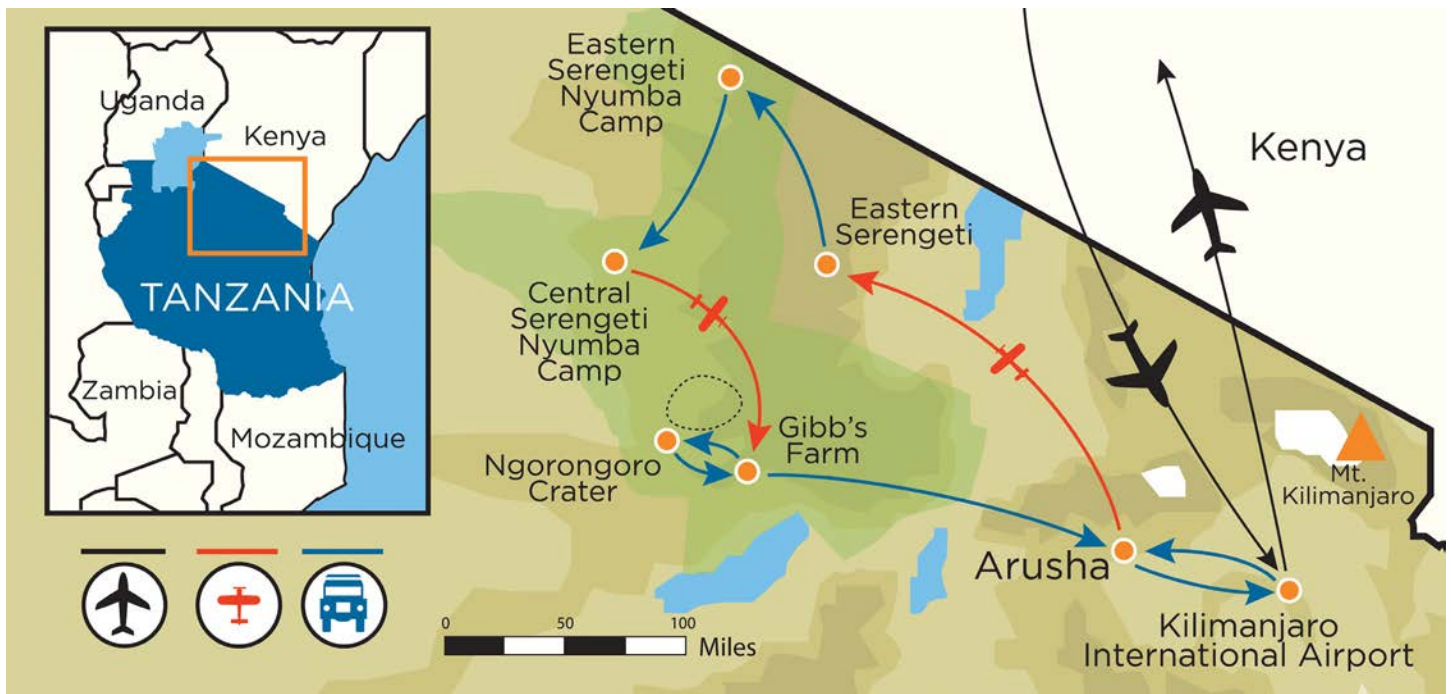 Uganda
Kenya
TANZANIA
Zambia
Mozambique
Eastern
Serengeti
Nyumba
Camp
Kenya
Eastern
Serengeti
Central
Serengeti
Nyumba
Camp
Gibb's
Farm
Ngorongoro
Crater
Mt.
Kilimanjaro
Arusha
Kilimanjaro
International Airport
0 50 100
Miles